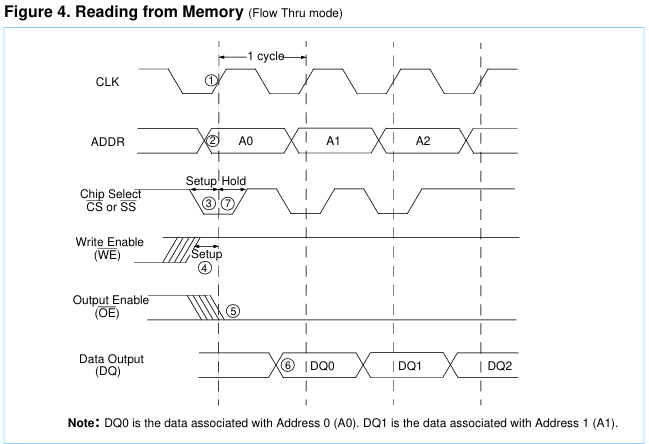 Figure 4. Reading from Memory (Flow Thru mode)
1 cycle
CLK
1
ADDR
2
A0
A1
A2
Setup Hold
Chip Select
CS or SS
3
7
Write Enable
(WE)
Setup
4
Output Enable
(OE)
5
Data Output
(DQ)
6
DQ0
DQ1
DQ2
Note: DQ0 is the data associated with Address 0 (A0). DQ1 is the data associated with Address 1 (A1).